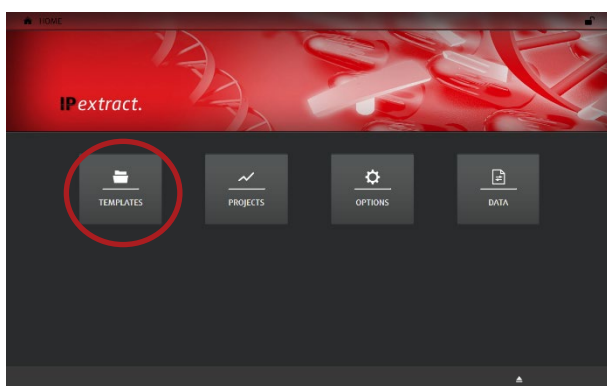 HOME
IPextract.
TEMPLATES
PROJECTS
OPTIONS
DATA